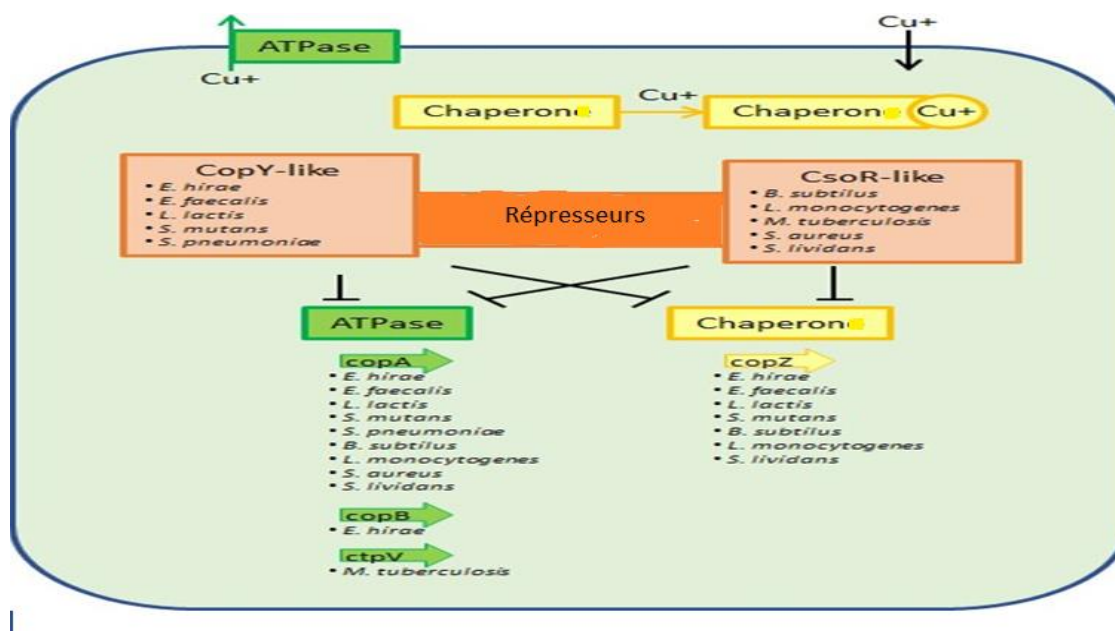 ATPase
Cu+
Cu+
Cu+
Chaperone
Chaperone
Cu+
CopY-like
• E. hirae
• E. faecalis
• L. lactis
• S. mutans
• S. pneumoniae
Répresseurs
CsoR-like
• B. subtilus
• L. monocytogenes
• M. tuberculosis
• S. aureus
• S. lividans
ATPase
copA
• E. hirae
• E. faecalis
• L. lactis
• S. mutans
• S. pneumoniae
• B. subtilus
• L. monocytogenes
• S. aureus
• S. lividans
copB
• E. hirae
ctpV
• M. tuberculosis
Chaperone
copZ
• E. hirae
• E. faecalis
• L. lactis
• S. mutans
• B. subtilus
• L. monocytogenes
• S. lividans